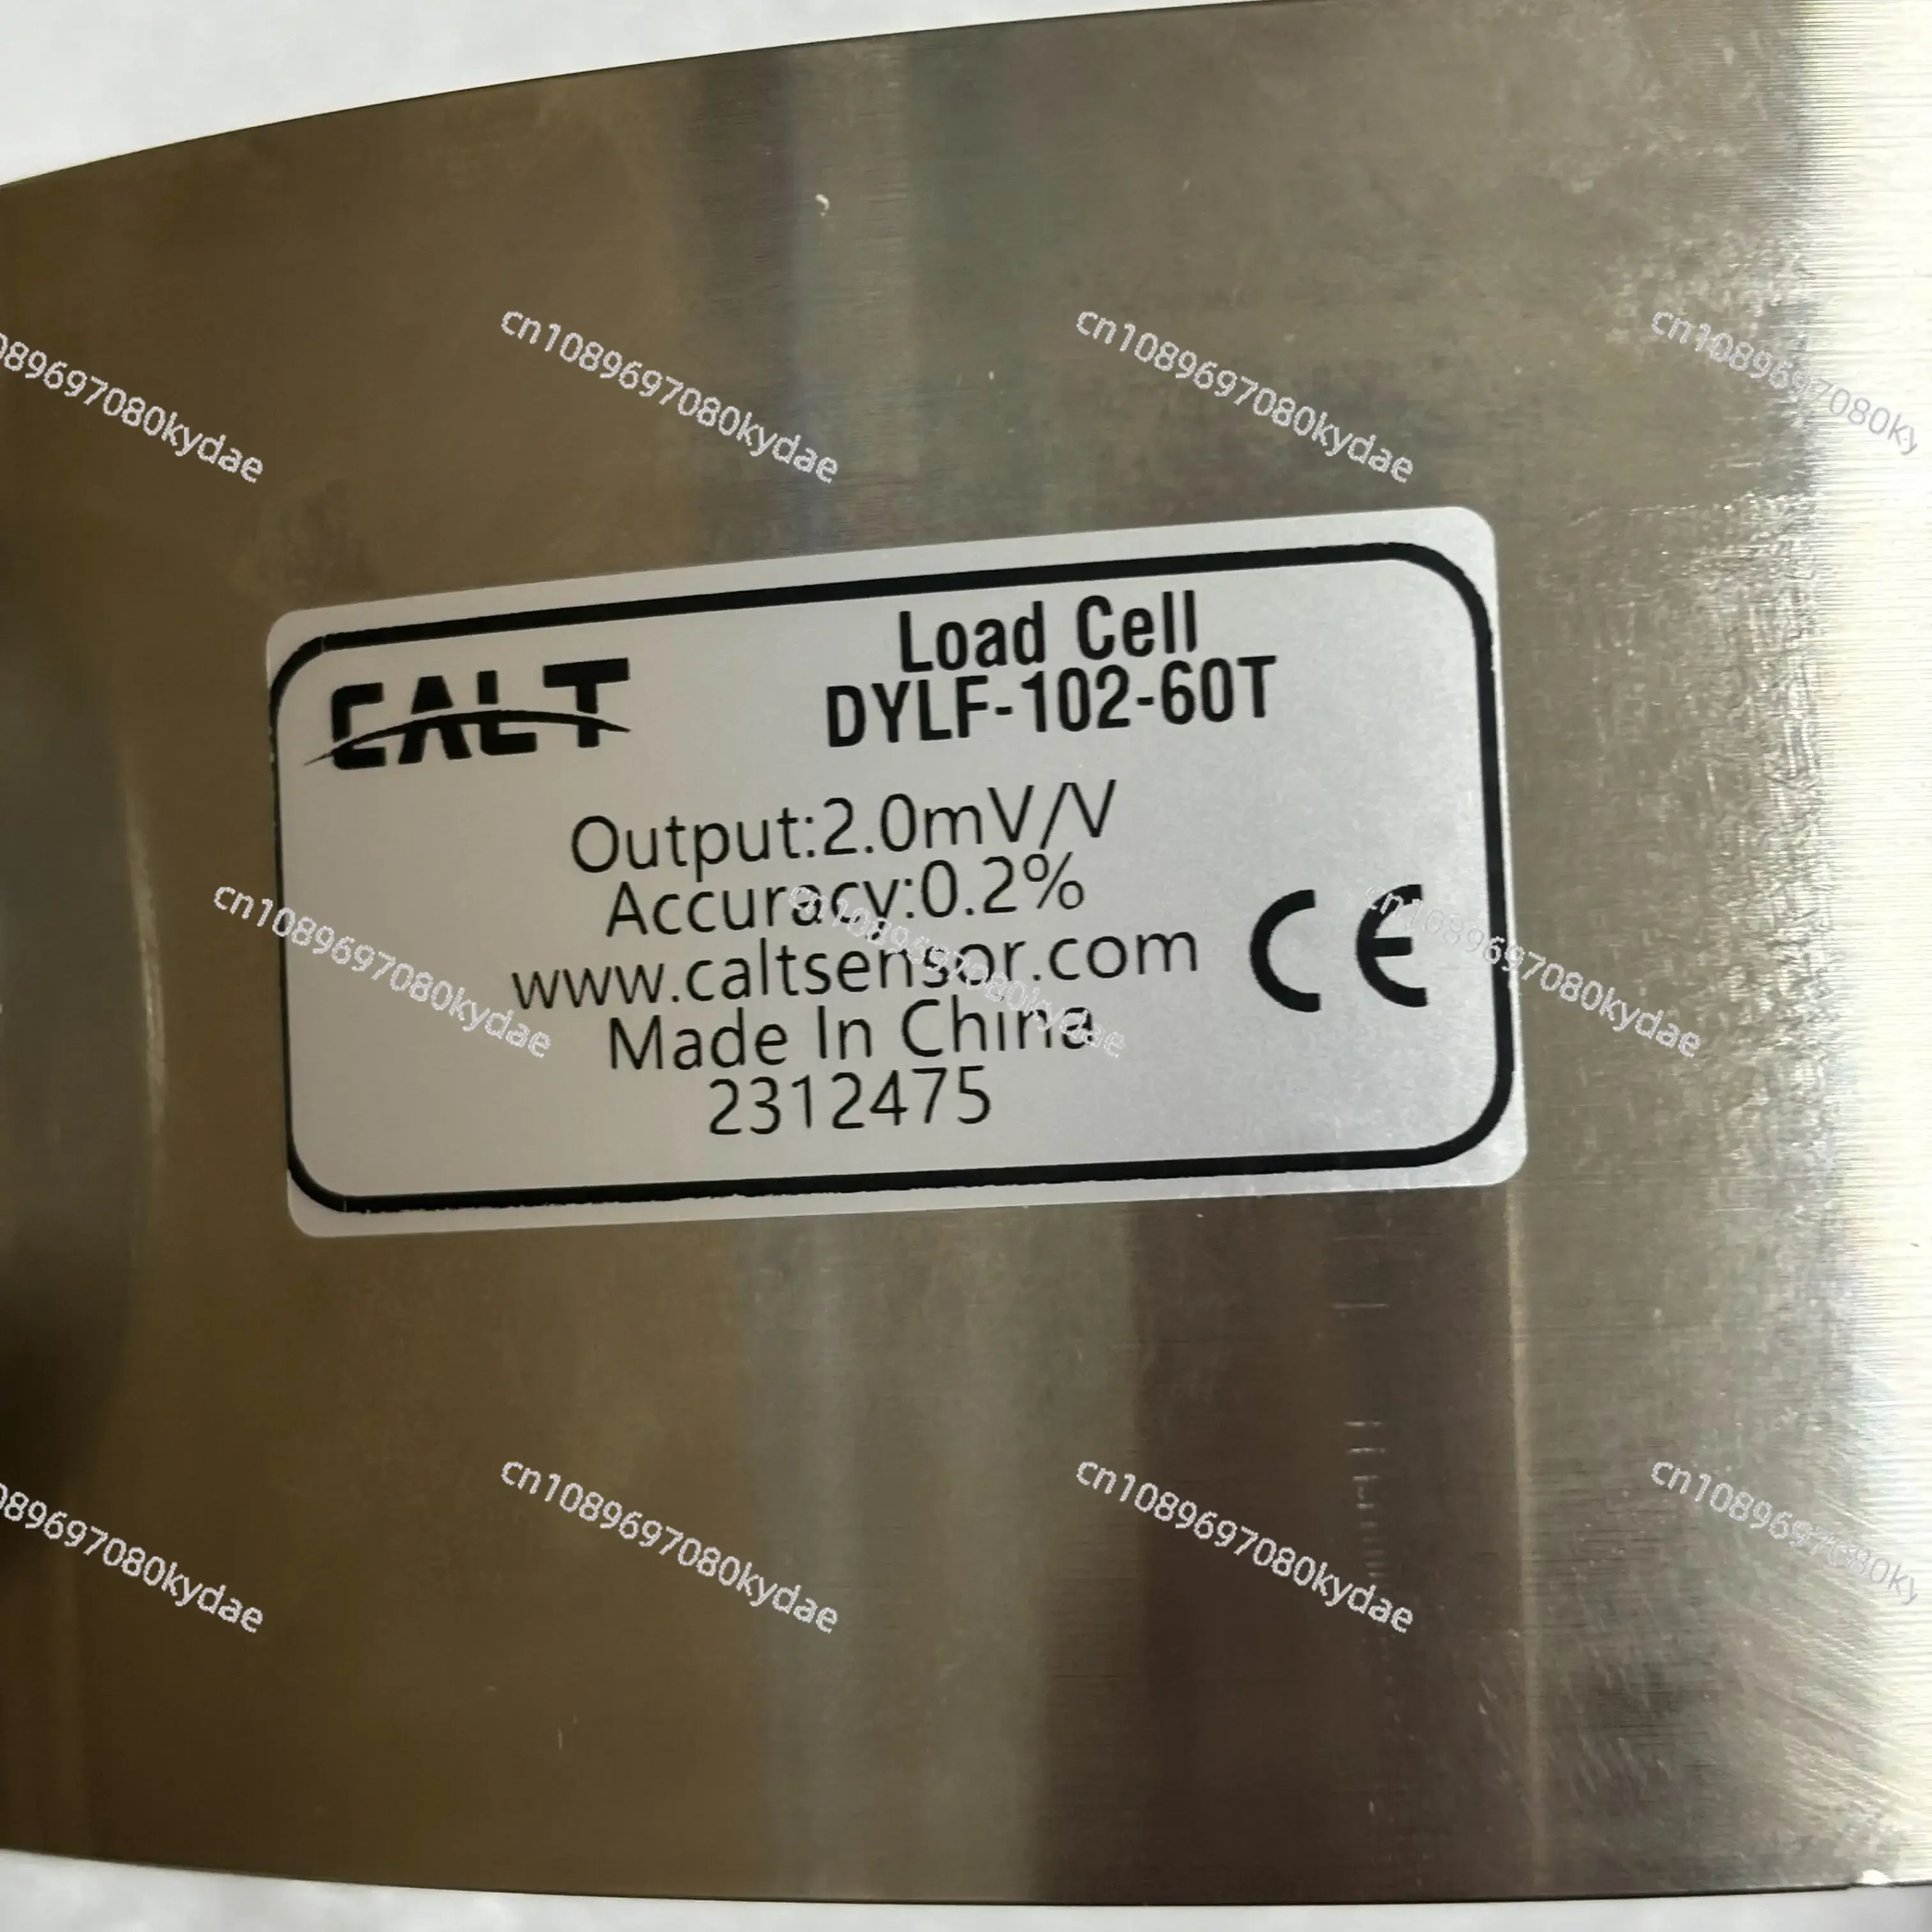 cn1089697080kydae
cn1089697080kydae
CALT
Load Cell
DYLF-102-60T
Output:2.0mV/V
Accuracy:0.2%
www.caltsensor.com
Made In China
2312475
CE
cn1089697080kydae
cn1089697080kydae
cn1089697080kydae
cn1089697080kydae
cn1089697080kydae